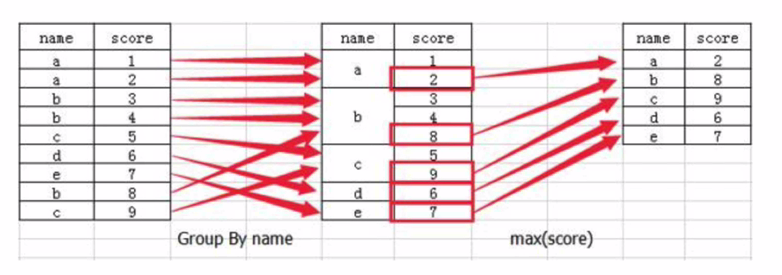 name score
a 1
a 2
b 3
b 4
c 5
d 6
e 7
b 8
c 9
Group By name
name score
a 1
2
b 3
4
8
c 5
9
d 6
e 7
max(score)
name score
a 2
b 8
c 9
d 6
e 7